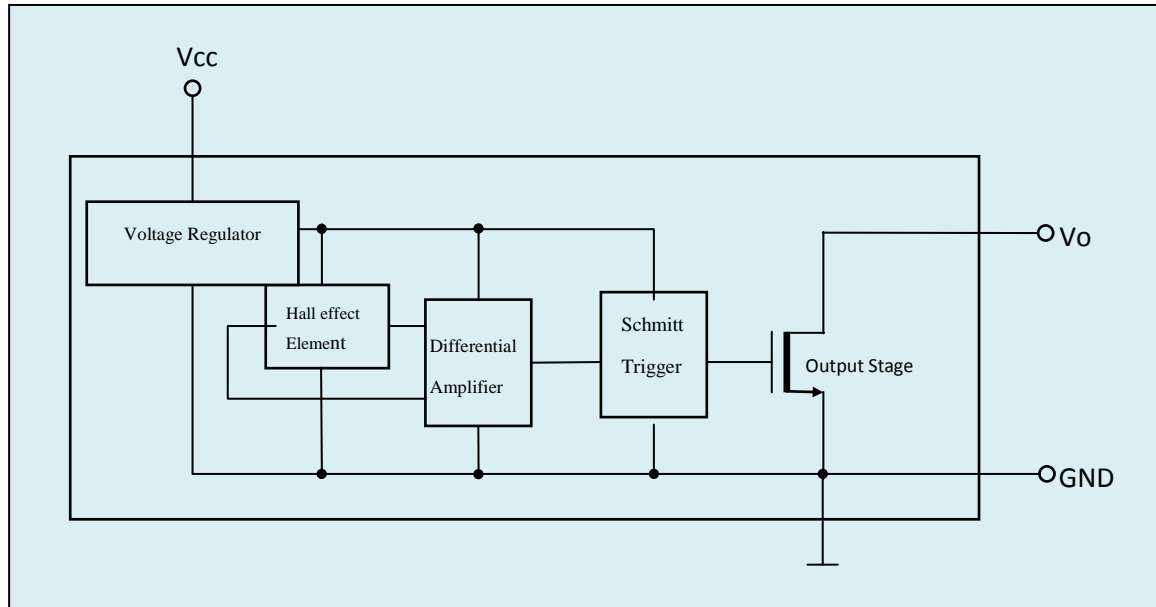 Vcc
Voltage Regulator
Vo
Hall effect
Element
Differential
Amplifier
Schmitt
Trigger
Output Stage
GND